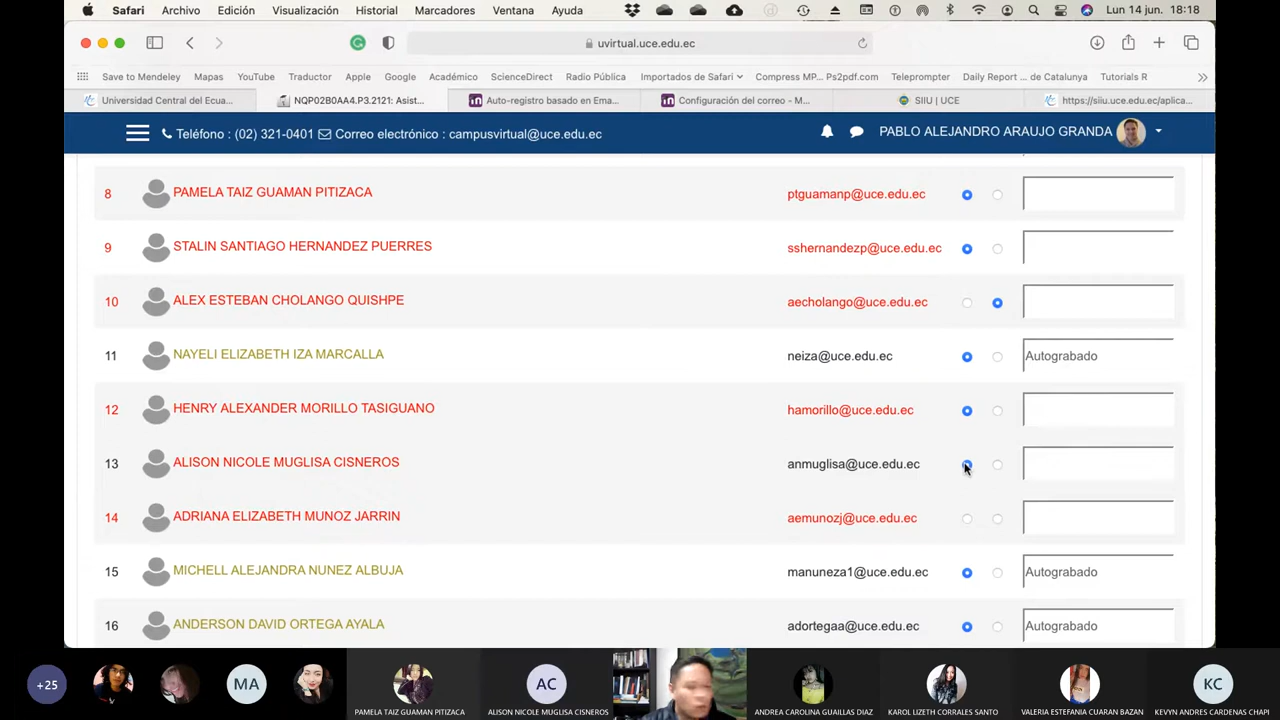 Safari Archivo Edición Visualización Historial Marcadores Ventana Ayuda Lun 14 jun. 18:18
uvirtual.uce.edu.ec
Save to Mendeley Mapas YouTube Traductor Apple Google Académico ScienceDirect Radio Pública Importados de Safari Compress MP... Ps2pdf.com Teleprompter Daily Report ... de Catalunya Tutorials R
Universidad Central del Ecua... NQP02B0AA4.P3.2121: Asist... Auto-registro basado en Ema... Configuración del correo - M... SIIU | UCE https://siiu.uce.edu.ec/aplica...
Teléfono : (02) 321-0401 Correo electrónico : campusvirtual@uce.edu.ec PABLO ALEJANDRO ARAUJO GRANDA
8 PAMELA TAIZ GUAMAN PITIZACA ptguamanp@uce.edu.ec
9 STALIN SANTIAGO HERNANDEZ PUERRES sshernandezp@uce.edu.ec
10 ALEX ESTEBAN CHOLANGO QUISHPE aecholango@uce.edu.ec
11 NAYELI ELIZABETH IZA MARCALLA neiza@uce.edu.ec Autograbado
12 HENRY ALEXANDER MORILLO TASIGUANO hamorillo@uce.edu.ec
13 ALISON NICOLE MUGLISA CISNEROS anmuglisa@uce.edu.ec
14 ADRIANA ELIZABETH MUNOZ JARRIN aemunozj@uce.edu.ec
15 MICHELL ALEJANDRA NUNEZ ALBUJA manuneza1@uce.edu.ec Autograbado
16 ANDERSON DAVID ORTEGA AYALA adortegaa@uce.edu.ec Autograbado
+25 MA AC KC
PAMELA TAIZ GUAMAN PITIZACA ALISON NICOLE MUGLISA CISNEROS ANDREA CAROLINA GUAILLAS DIAZ KAROL LIZETH CORRALES SANTO VALERIA ESTEFANIA CUARAN BAZAN KEVYN ANDRES CARDENAS CHAPI